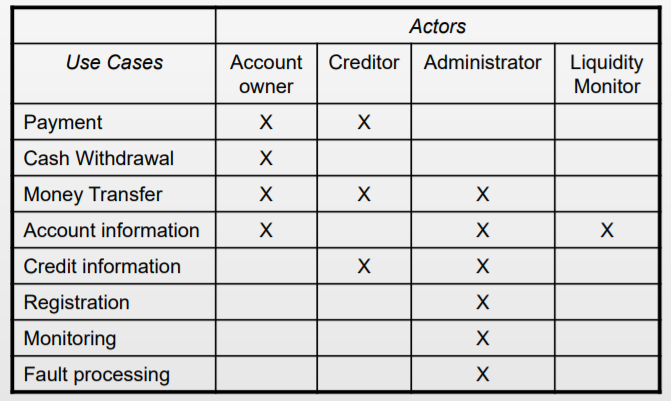 Actors
Use Cases Account owner Creditor Administrator Liquidity Monitor
Payment X X
Cash Withdrawal X
Money Transfer X X X
Account information X X X
Credit information X X
Registration X
Monitoring X
Fault processing X